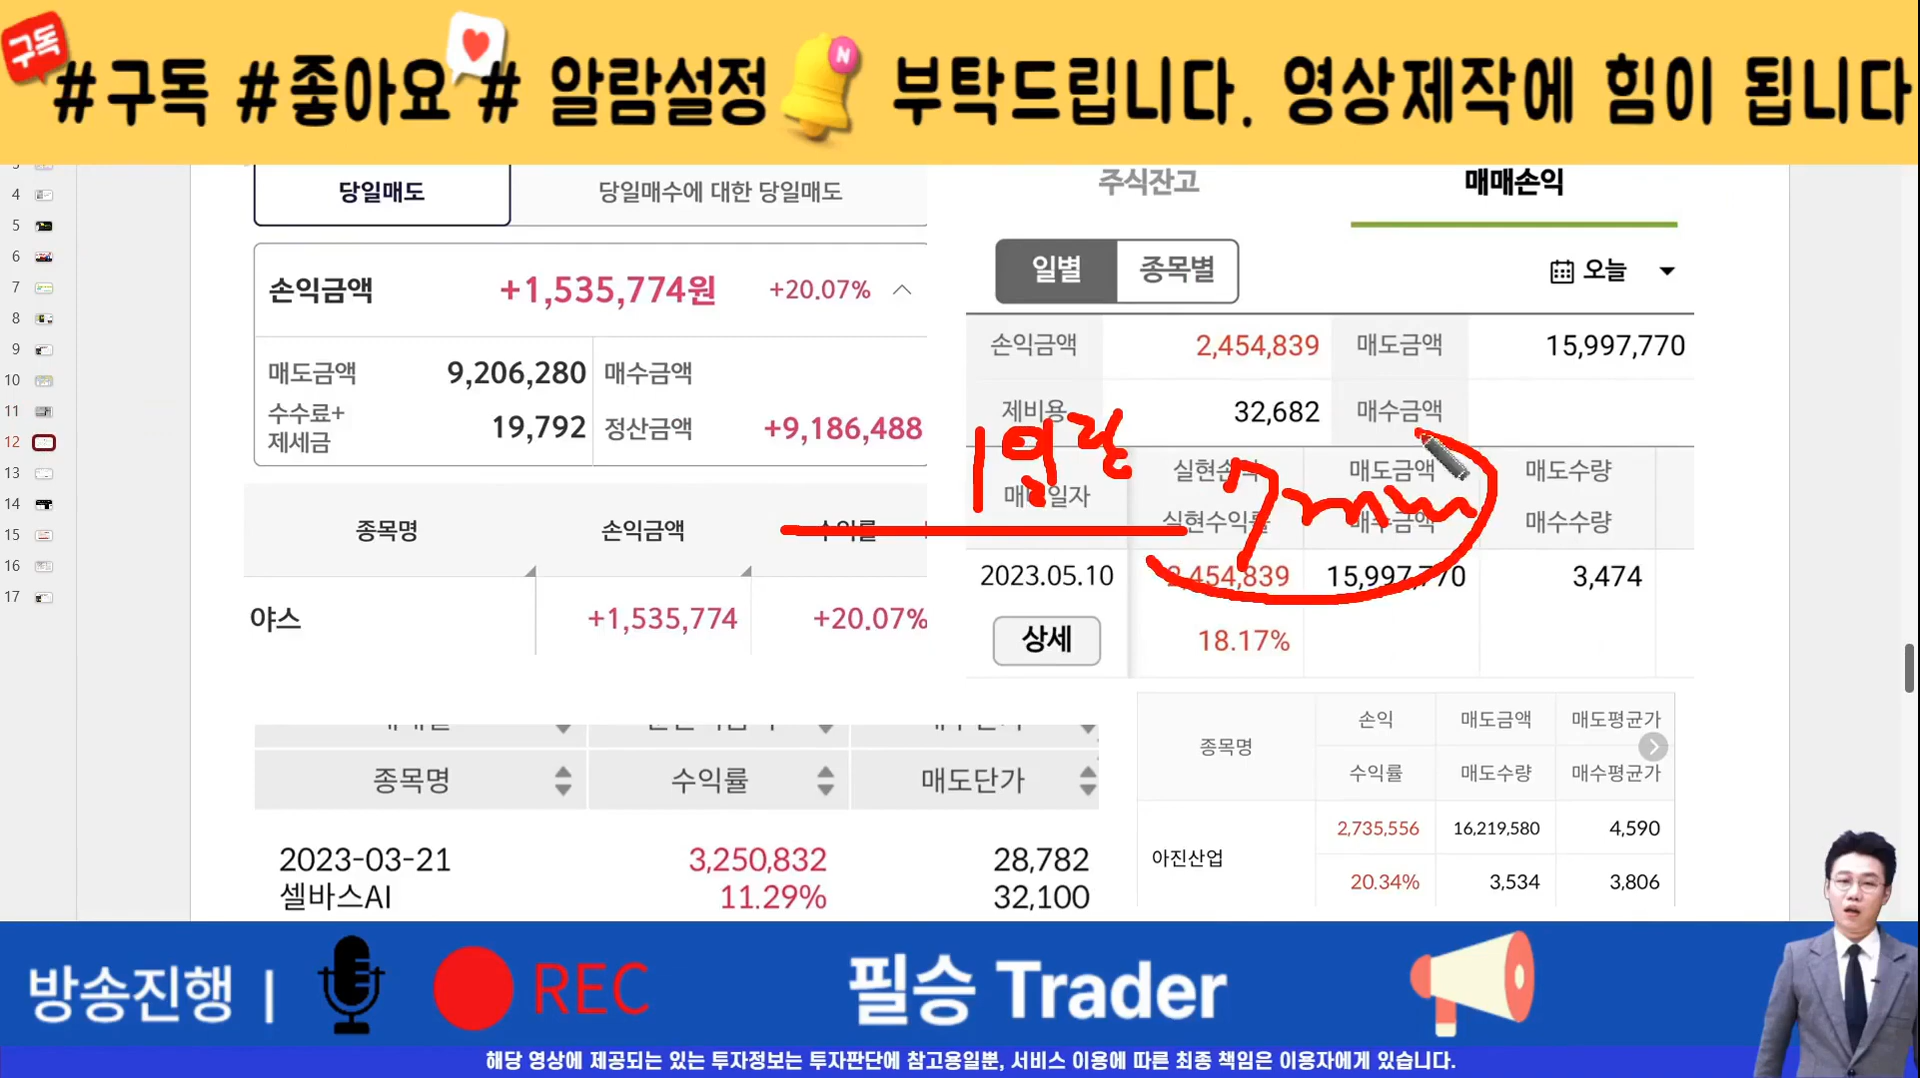 구독
N
#구독 #좋아요 # 알람설정 부탁드립니다. 영상제작에 힘이 됩니다
4
5
6
7
8
9
10
11
12
13
14
15
16
17
당일매도 당일매수에 대한 당일매도
손익금액 +1,535,774원 +20.07%
매도금액 9,206,280 매수금액
수수료+
제세금 19,792 정산금액 +9,186,488
종목명 손익금액 수익률
야스 +1,535,774 +20.07%
주식잔고 매매손익
일별 종목별 오늘
손익금액 2,454,839 매도금액 15,997,770
제비용 32,682 매수금액
매매일자 실현손익 매도금액 매도수량
실현수익률 매수금액 매수수량
2023.05.10 2,454,839 15,997,770 3,474
상세 18.17%
종목명 수익률 매도단가
2023-03-21 3,250,832 28,782
셀바스AI 11.29% 32,100
종목명 손익 매도금액 매도평균가
수익률 매도수량 매수평균가
아진산업 2,735,556 16,219,580 4,590
20.34% 3,534 3,806
방송진행 | REC 필승 Trader
해당 영상에 제공되는 있는 투자정보는 투자판단에 참고용일뿐, 서비스 이용에 따른 최종 책임은 이용자에게 있습니다.